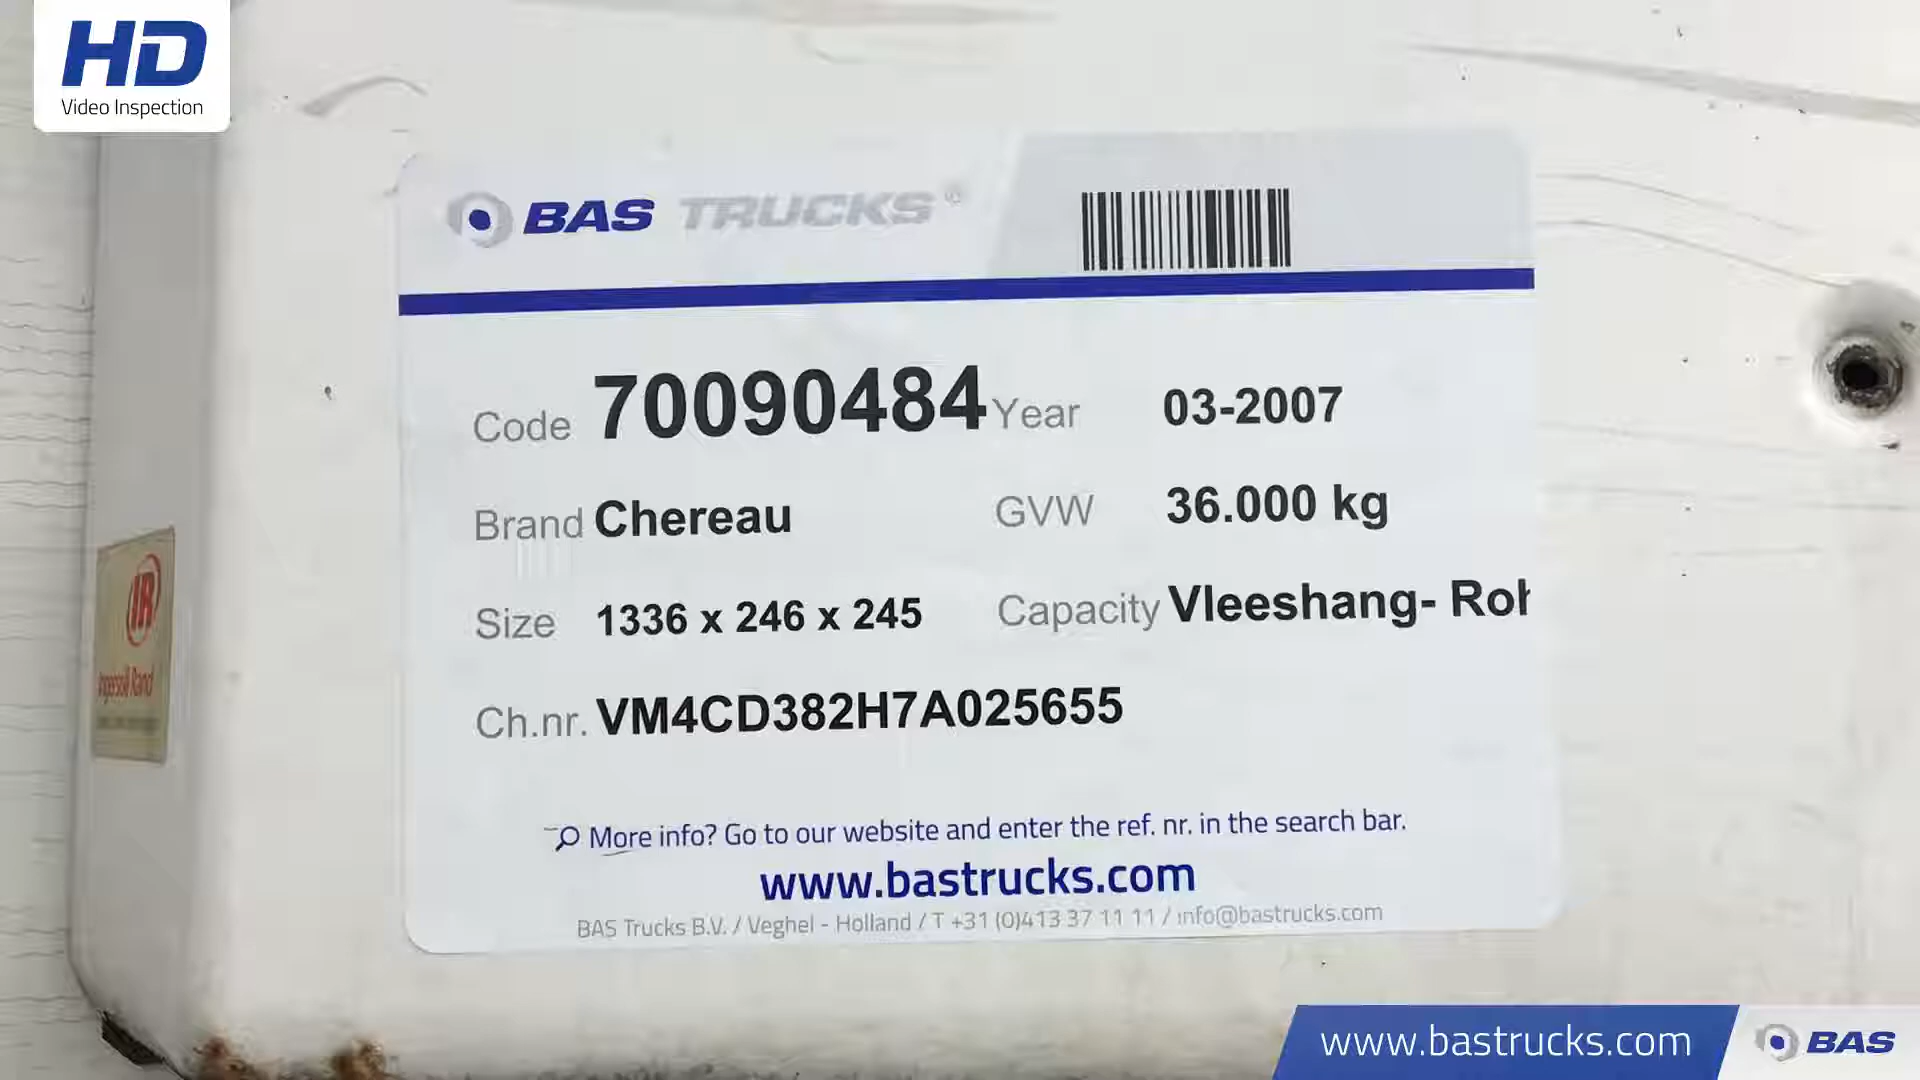 HD
Video Inspection
BAS TRUCKS®
Code 70090484 Year 03-2007
Brand Chereau GVW 36.000 kg
Size 1336 x 246 x 245 Capacity Vleeshang- Roh
Ch.nr. VM4CD382H7A025655
IR
Ingersoll Rand
More info? Go to our website and enter the ref. nr. in the search bar.
www.bastrucks.com
BAS Trucks B.V. / Veghel - Holland / T +31 (0)413 37 11 11 / info@bastrucks.com
www.bastrucks.com BAS